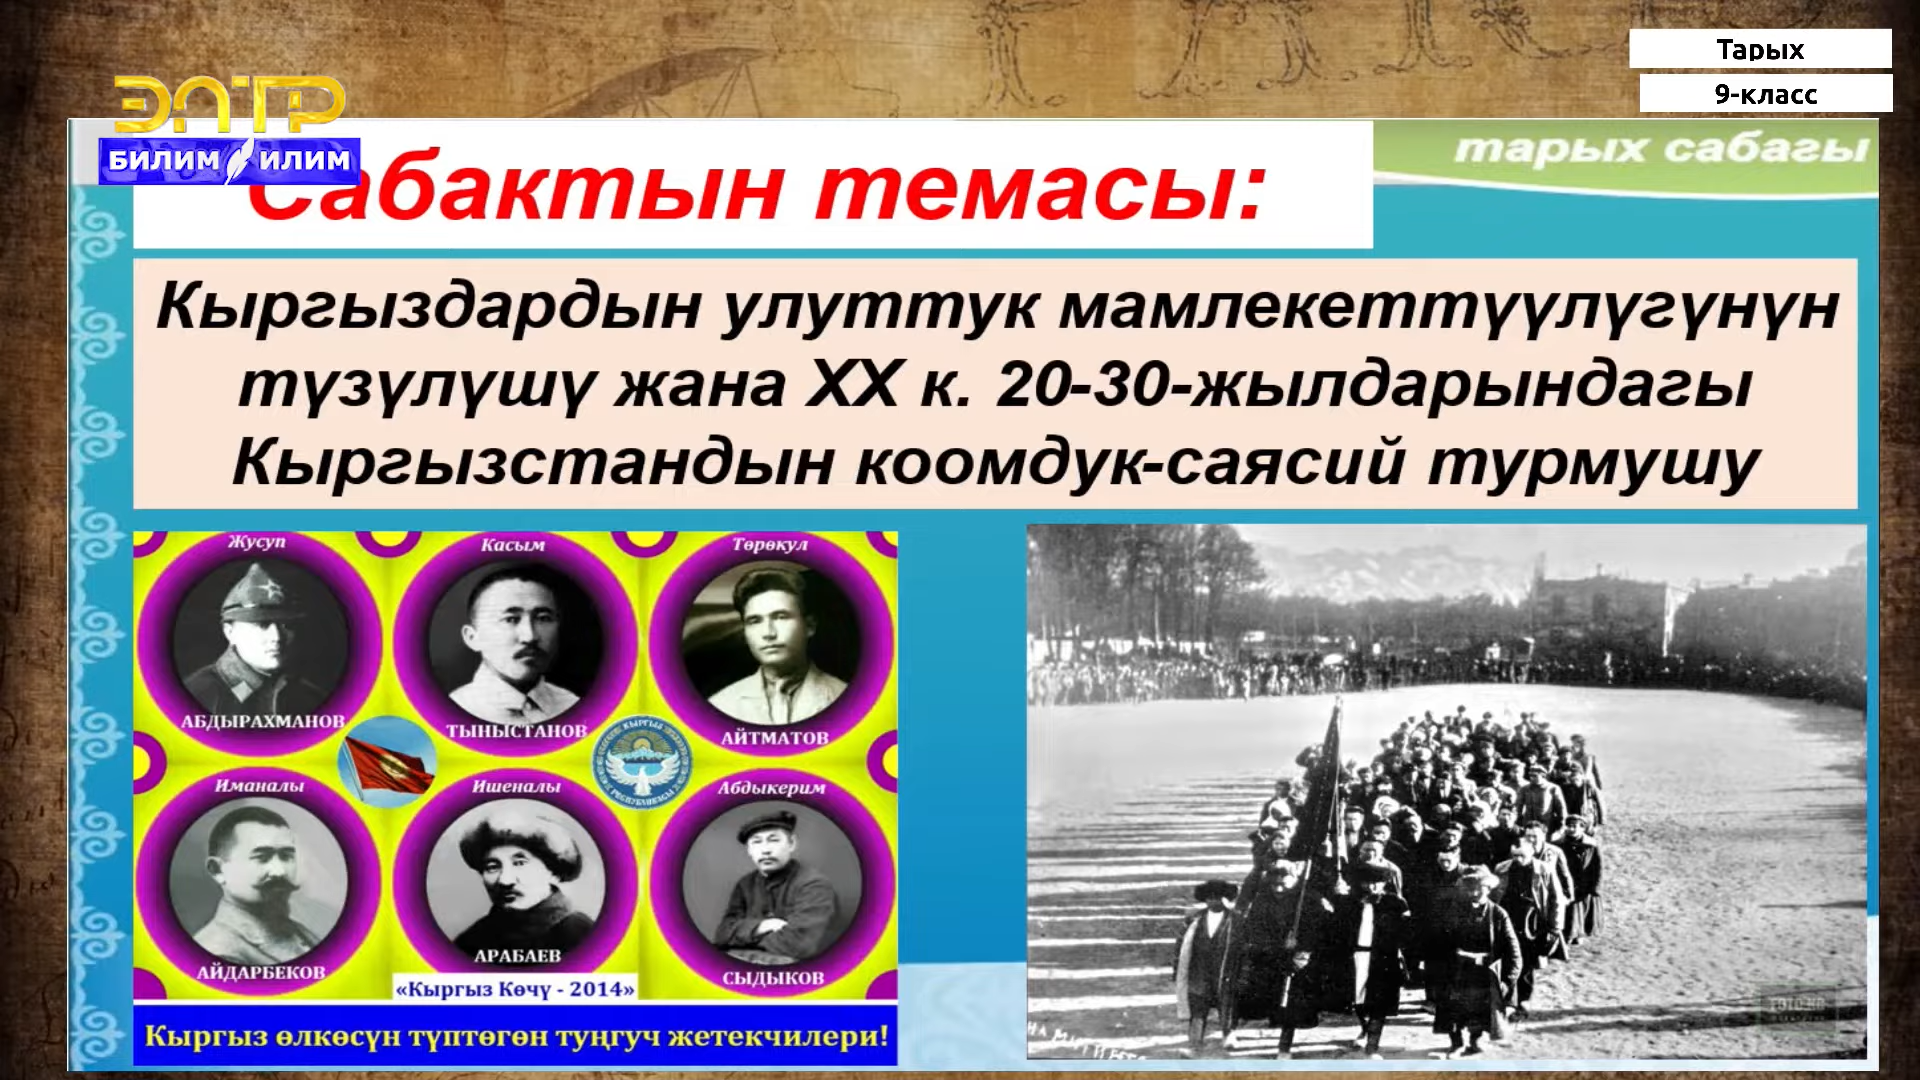 Тарых
9-класс
ЭЛТР
БИЛИМ ИЛИМ
тарых сабагы
Сабактын темасы:
Кыргыздардын улуттук мамлекеттүүлүгүнүн
түзүлүшү жана XX к. 20-30-жылдарындагы
Кыргызстандын коомдук-саясий турмушу
Жусуп
АБДЫРАХМАНОВ
Касым
ТЫНЫСТАНОВ
Төрөкул
АЙТМАТОВ
Иманалы
АЙДАРБЕКОВ
Ишеналы
АРАБАЕВ
Абдыкерим
СЫДЫКОВ
«Кыргыз Көчү - 2014»
Кыргыз өлкөсүн түптөгөн туңгуч жетекчилери!